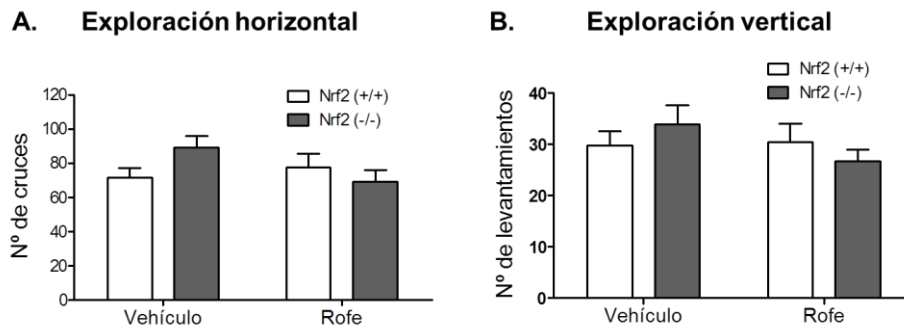 A. Exploración horizontal
Nrf2 (+/+)
Nrf2 (-/-)
Nº de cruces
120
100
80
60
40
20
0
Vehículo Rofe
B. Exploración vertical
Nrf2 (+/+)
Nrf2 (-/-)
Nº de levantamientos
40
30
20
10
0
Vehículo Rofe